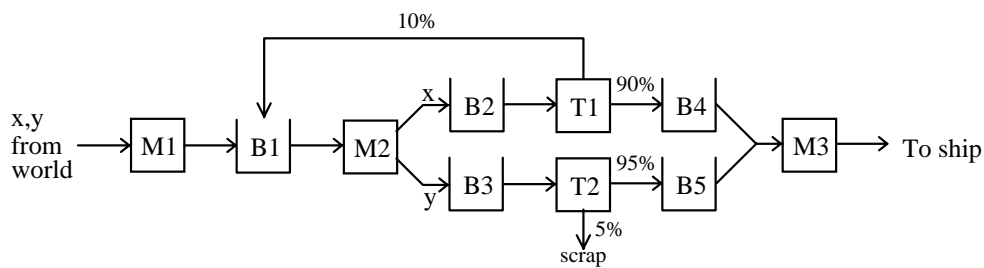 10%
x,y
from
world
M1
B1
M2
x
y
B2
B3
T1
T2
90%
95%
5%
scrap
B4
B5
M3
To ship